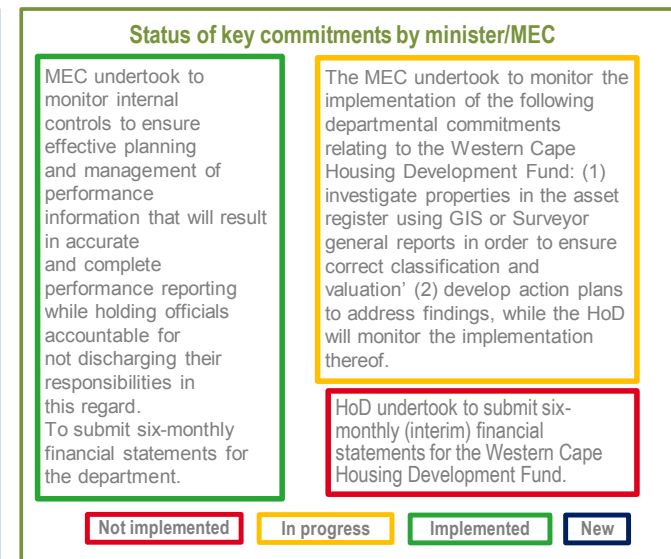 Status of key commitments by minister/MEC
MEC undertook to
monitor internal
controls to ensure
effective planning
and management of
performance
information that will result
in accurate
and complete
performance reporting
while holding officials
accountable for
not discharging their
responsibilities in
this regard.
To submit six-monthly
financial statements for
the department.
The MEC undertook to monitor the
implementation of the following
departmental commitments
relating to the Western Cape
Housing Development Fund: (1)
investigate properties in the asset
register using GIS or Surveyor
general reports in order to ensure
correct classification and
valuation’ (2) develop action plans
to address findings, while the HoD
will monitor the implementation
thereof.
HoD undertook to submit six-
monthly (interim) financial
statements for the Western Cape
Housing Development Fund.
Not implemented
In progress
Implemented
New